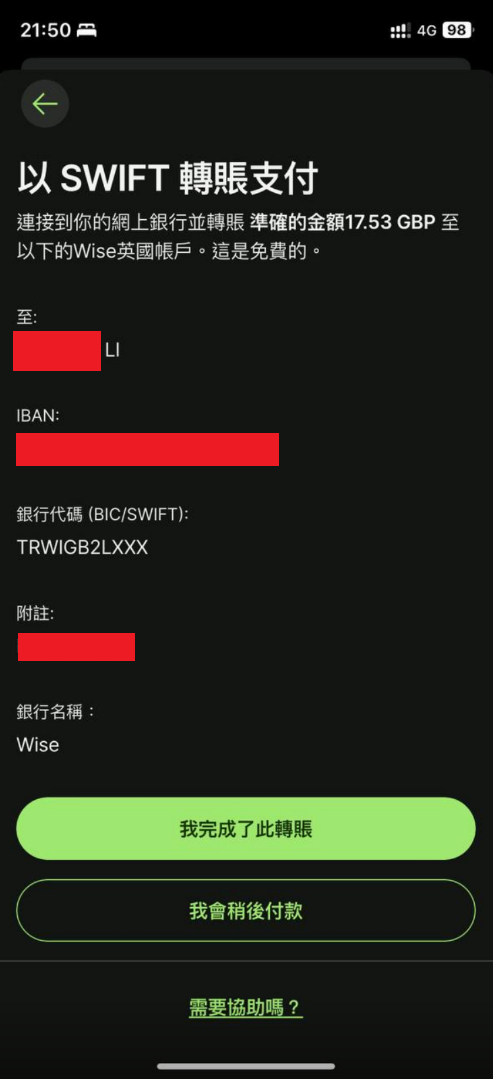 21:50
4G 98
以 SWIFT 轉賬支付
連接到你的網上銀行並轉賬 準確的金額17.53 GBP 至
以下的Wise英國帳戶。這是免費的。
至:
LI
IBAN:
銀行代碼 (BIC/SWIFT):
TRWIGB2LXXX
附註:
銀行名稱：
Wise
我完成了此轉賬
我會稍後付款
需要協助嗎？